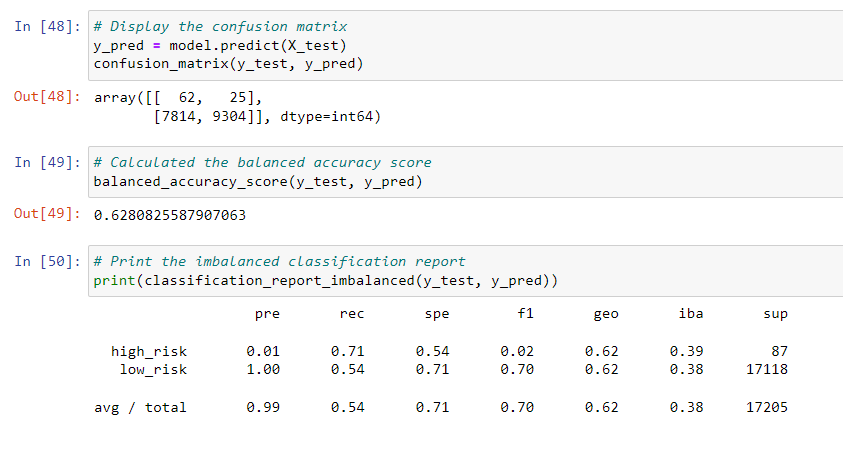 In [48]: # Display the confusion matrix
y_pred = model.predict(X_test)
confusion_matrix(y_test, y_pred)
Out[48]: array([[  62,   25],
       [7814, 9304]], dtype=int64)
In [49]: # Calculated the balanced accuracy score
balanced_accuracy_score(y_test, y_pred)
Out[49]: 0.6280825587907063
In [50]: # Print the imbalanced classification report
print(classification_report_imbalanced(y_test, y_pred))
pre rec spe f1 geo iba sup
high_risk 0.01 0.71 0.54 0.02 0.62 0.39 87
low_risk 1.00 0.54 0.71 0.70 0.62 0.38 17118
avg / total 0.99 0.54 0.71 0.70 0.62 0.38 17205